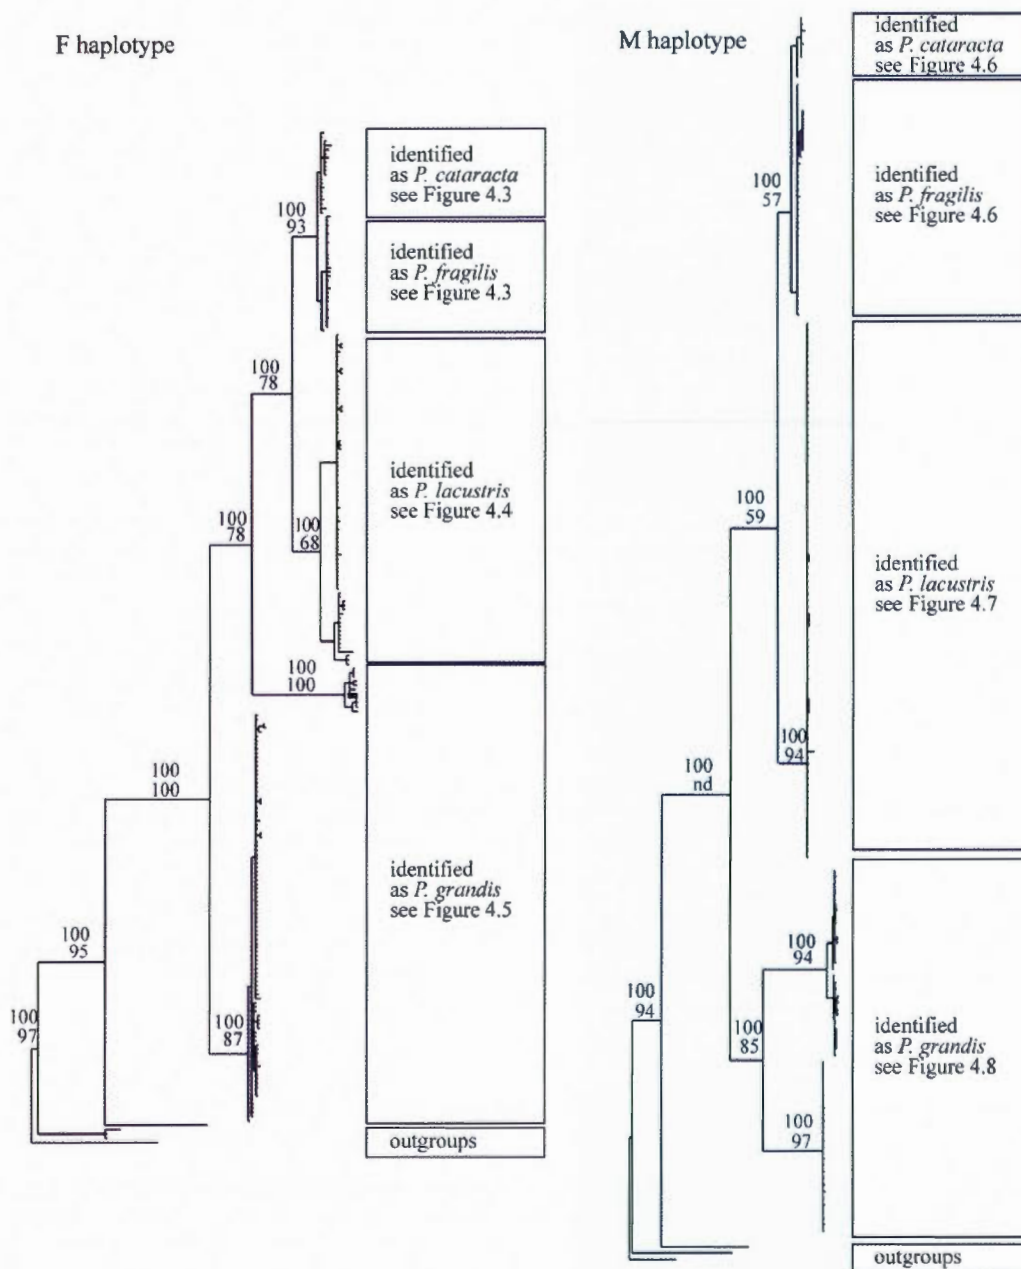 F haplotype
identified
as P. cataracta
see Figure 4.3
100
93
identified
as P. fragilis
see Figure 4.3
100
78
identified
as P. lacustris
see Figure 4.4
100
78
100
68
100
100
100
100
identified
as P. grandis
see Figure 4.5
100
95
100
97
100
87
outgroups
M haplotype
identified
as P. cataracta
see Figure 4.6
100
57
identified
as P. fragilis
see Figure 4.6
100
59
identified
as P. lacustris
see Figure 4.7
100
94
100
nd
100
94
100
94
100
85
identified
as P. grandis
see Figure 4.8
100
97
outgroups